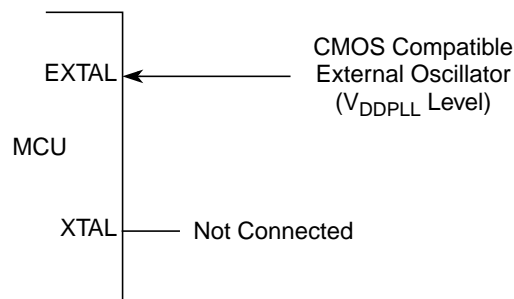 CMOS Compatible
External Oscillator
(VDDPLL Level)
EXTAL
MCU
XTAL
Not Connected